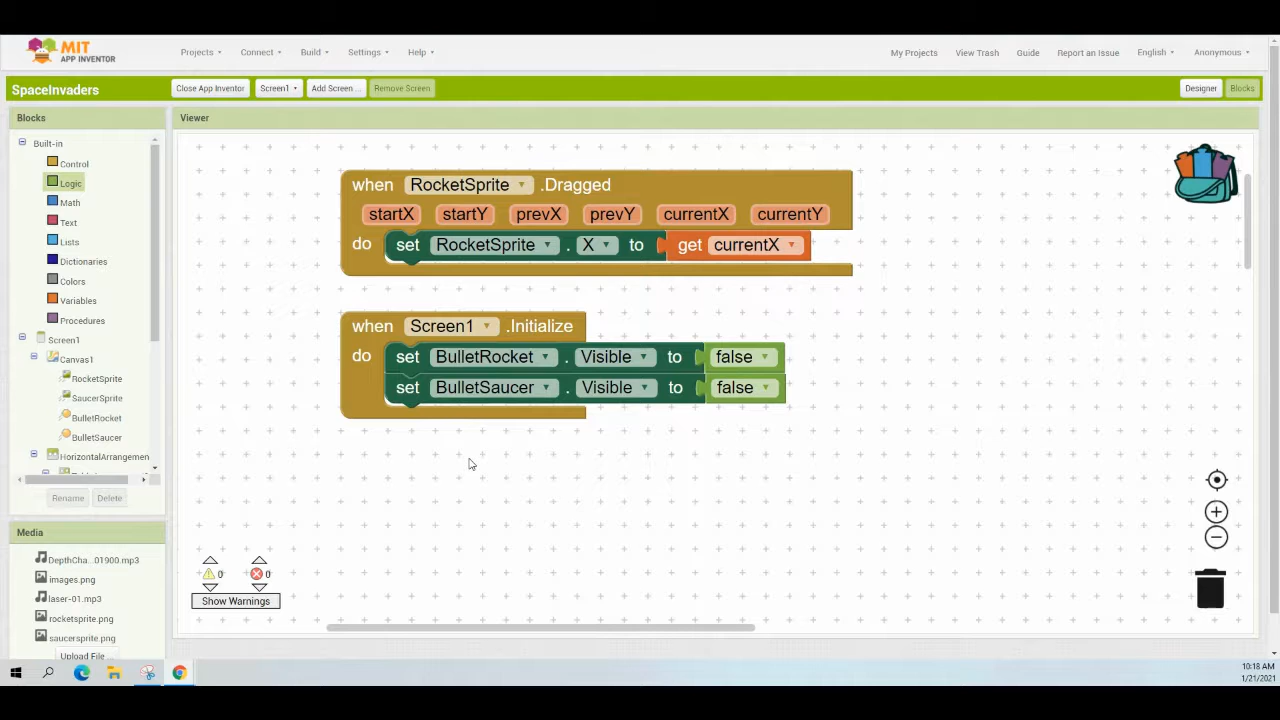 MIT
APP INVENTOR
Projects
Connect
Build
Settings
Help
My Projects
View Trash
Guide
Report an Issue
English
Anonymous
SpaceInvaders
Close App Inventor
Screen1
Add Screen ...
Remove Screen
Designer
Blocks
Blocks
Viewer
Built-in
Control
Logic
Math
Text
Lists
Dictionaries
Colors
Variables
Procedures
Screen1
Canvas1
RocketSprite
SaucerSprite
BulletRocket
BulletSaucer
HorizontalArrangemen
Rename
Delete
Media
DepthCha...01900.mp3
images.png
laser-01.mp3
rocketsprite.png
saucersprite.png
Upload File ...
when RocketSprite .Dragged
startX startY prevX prevY currentX currentY
do set RocketSprite . X to get currentX
when Screen1 .Initialize
do set BulletRocket . Visible to false
set BulletSaucer . Visible to false
0 0
Show Warnings
10:18 AM
1/21/2021